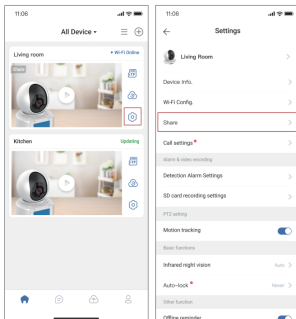 11:06
All Device
Living room
Wi-Fi Online
Share
Kitchen
Updating
11:06
Settings
Living Room
Device Info.
Wi-Fi Config.
Share
Call settings
Alarm & video recording
Detection Alarm Settings
SD card recording settings
PTZ setting
Motion tracking
Basic functions
Infrared night vision
Auto
Auto-lock
Never
Other function
Offline reminder